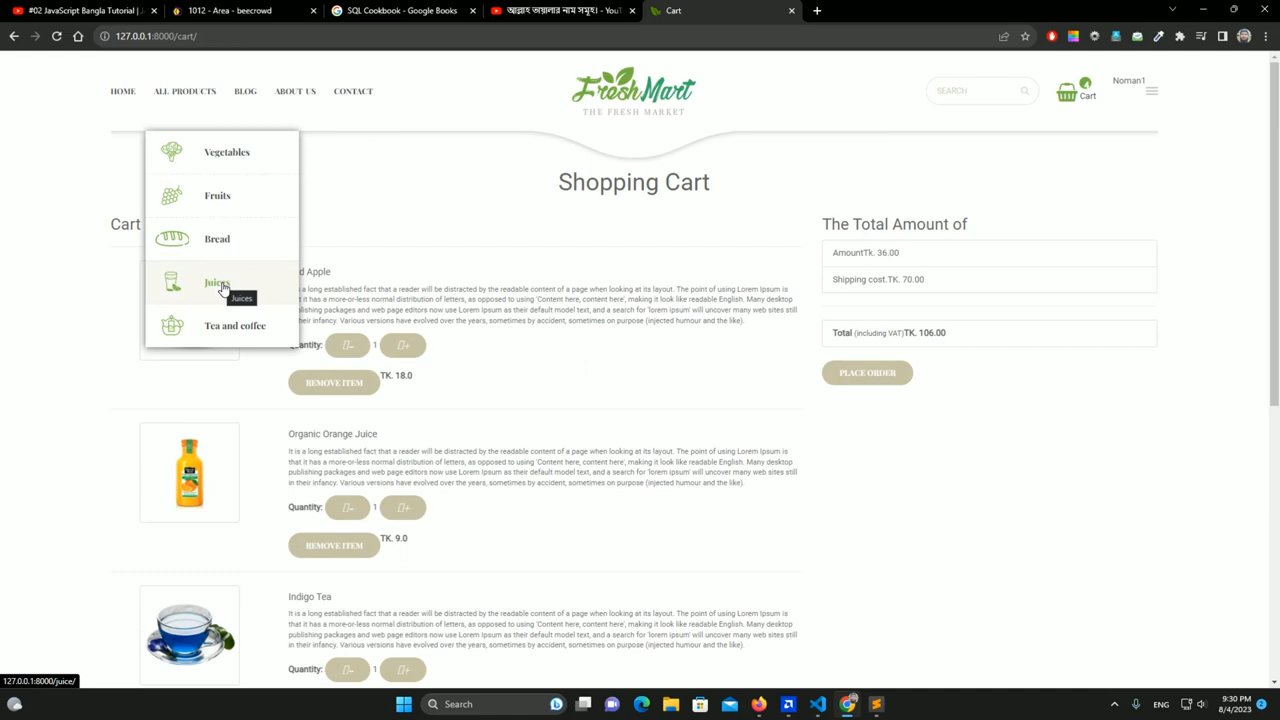 #02 JavaScript Bangla Tutorial |
1012 - beecrowd
SQL Cookbook - Google Books
আল্লাহ তায়ালার নাম সমূহ। - YouT
Cart
127.0.0.1:8000/cart/
HOME
ALL PRODUCTS
BLOG
ABOUT US
CONTACT
FreshMart
THE FRESH MARKET
SEARCH
4
Cart
Noman1
Vegetables
Fruits
Bread
Juices
Juices
Tea and coffee
Shopping Cart
Cart
The Total Amount of
AmountTk. 36.00
Shipping cost.TK. 70.00
Total (including VAT)TK. 106.00
PLACE ORDER
d Apple
a long established fact that a reader will be distracted by the readable content of a page when looking at its layout. The point of using Lorem Ipsum is
it has a more-or-less normal distribution of letters, as opposed to using 'Content here, content here', making it look like readable English. Many desktop
blishing packages and web page editors now use Lorem Ipsum as their default model text, and a search for 'lorem ipsum' will uncover many web sites still
their infancy. Various versions have evolved over the years, sometimes by accident, sometimes on purpose (injected humour and the like).
antity: - 1 +
REMOVE ITEM TK. 18.0
Organic Orange Juice
It is a long established fact that a reader will be distracted by the readable content of a page when looking at its layout. The point of using Lorem Ipsum is
that it has a more-or-less normal distribution of letters, as opposed to using 'Content here, content here', making it look like readable English. Many desktop
publishing packages and web page editors now use Lorem Ipsum as their default model text, and a search for 'lorem ipsum' will uncover many web sites still
in their infancy. Various versions have evolved over the years, sometimes by accident, sometimes on purpose (injected humour and the like).
Quantity: - 1 +
REMOVE ITEM TK. 9.0
Indigo Tea
It is a long established fact that a reader will be distracted by the readable content of a page when looking at its layout. The point of using Lorem Ipsum is
that it has a more-or-less normal distribution of letters, as opposed to using 'Content here, content here', making it look like readable English. Many desktop
publishing packages and web page editors now use Lorem Ipsum as their default model text, and a search for 'lorem ipsum' will uncover many web sites still
in their infancy. Various versions have evolved over the years, sometimes by accident, sometimes on purpose (injected humour and the like).
Quantity: - 1 +
127.0.0.1:8000/juice/
Search
ENG
9:30 PM
8/4/2023
2